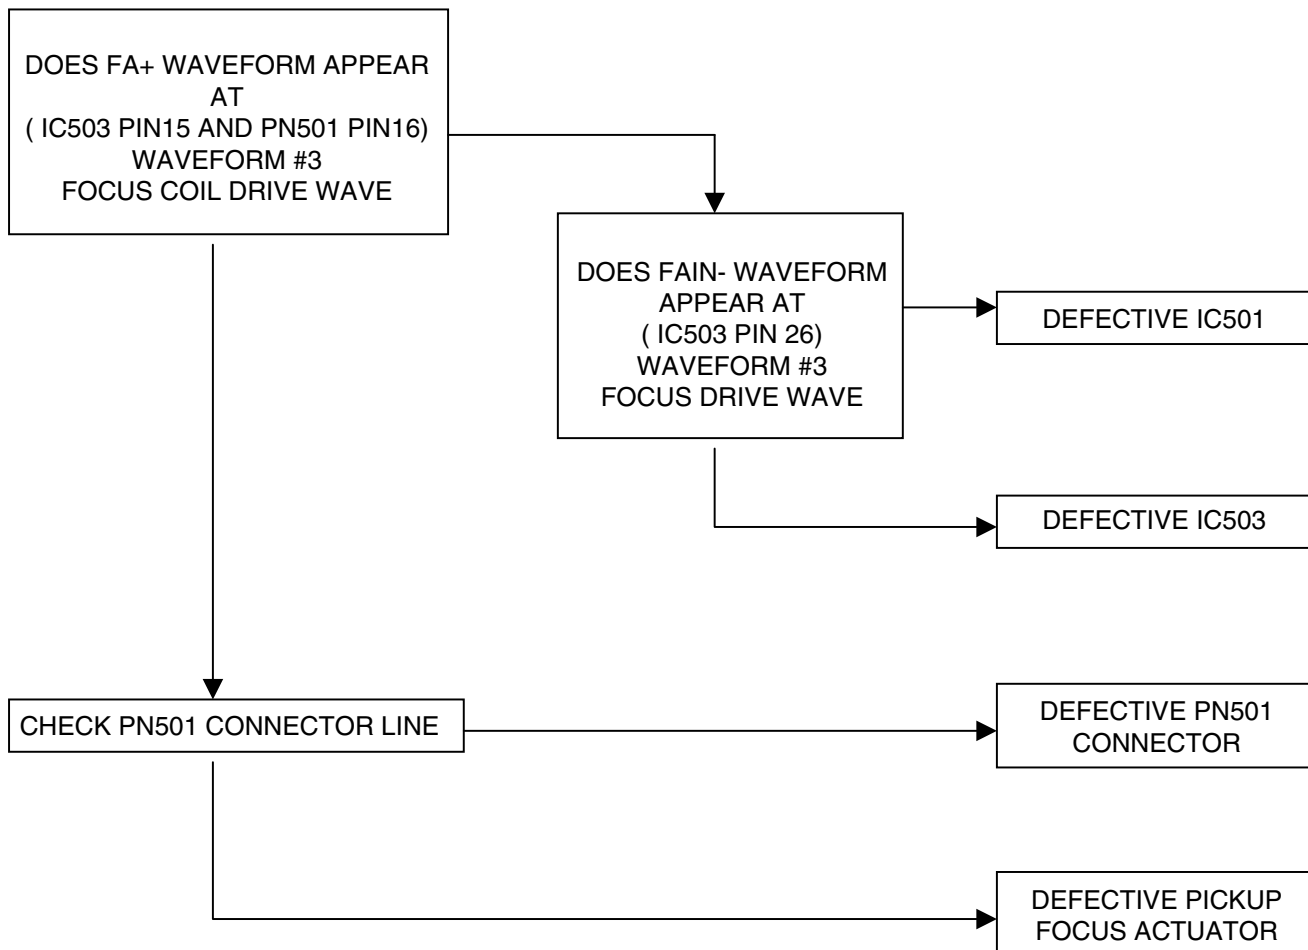 DOES FA+ WAVEFORM APPEAR
AT
( IC503 PIN15 AND PN501 PIN16)
WAVEFORM #3
FOCUS COIL DRIVE WAVE
DOES FAIN- WAVEFORM
APPEAR AT
( IC503 PIN 26)
WAVEFORM #3
FOCUS DRIVE WAVE
DEFECTIVE IC501
DEFECTIVE IC503
CHECK PN501 CONNECTOR LINE
DEFECTIVE PN501
CONNECTOR
DEFECTIVE PICKUP
FOCUS ACTUATOR